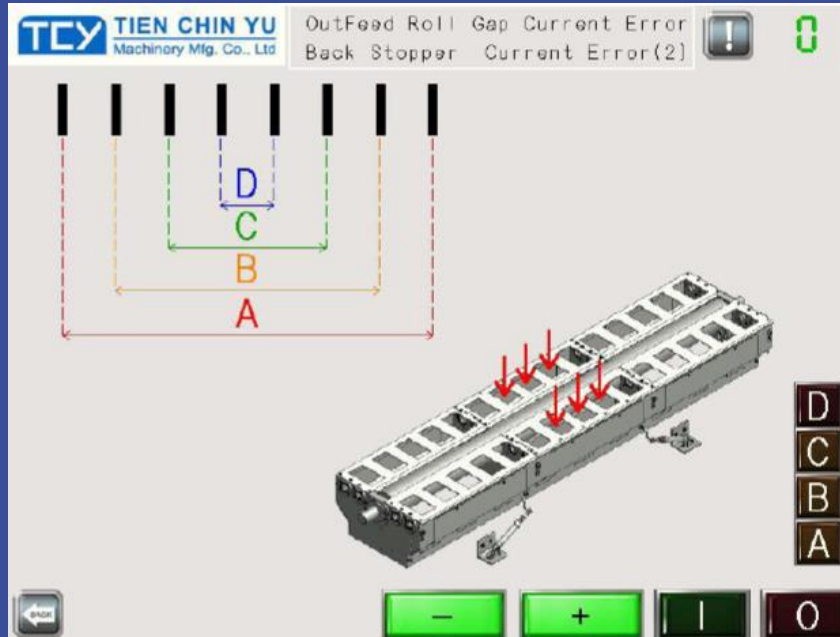 TCY TIEN CHIN YU
Machinery Mfg. Co., Ltd
OutFeed Roll Gap Current Error
Back Stopper Current Error(2)
!
0
D
C
B
A
D
C
B
A
BACK
-
+
I
O